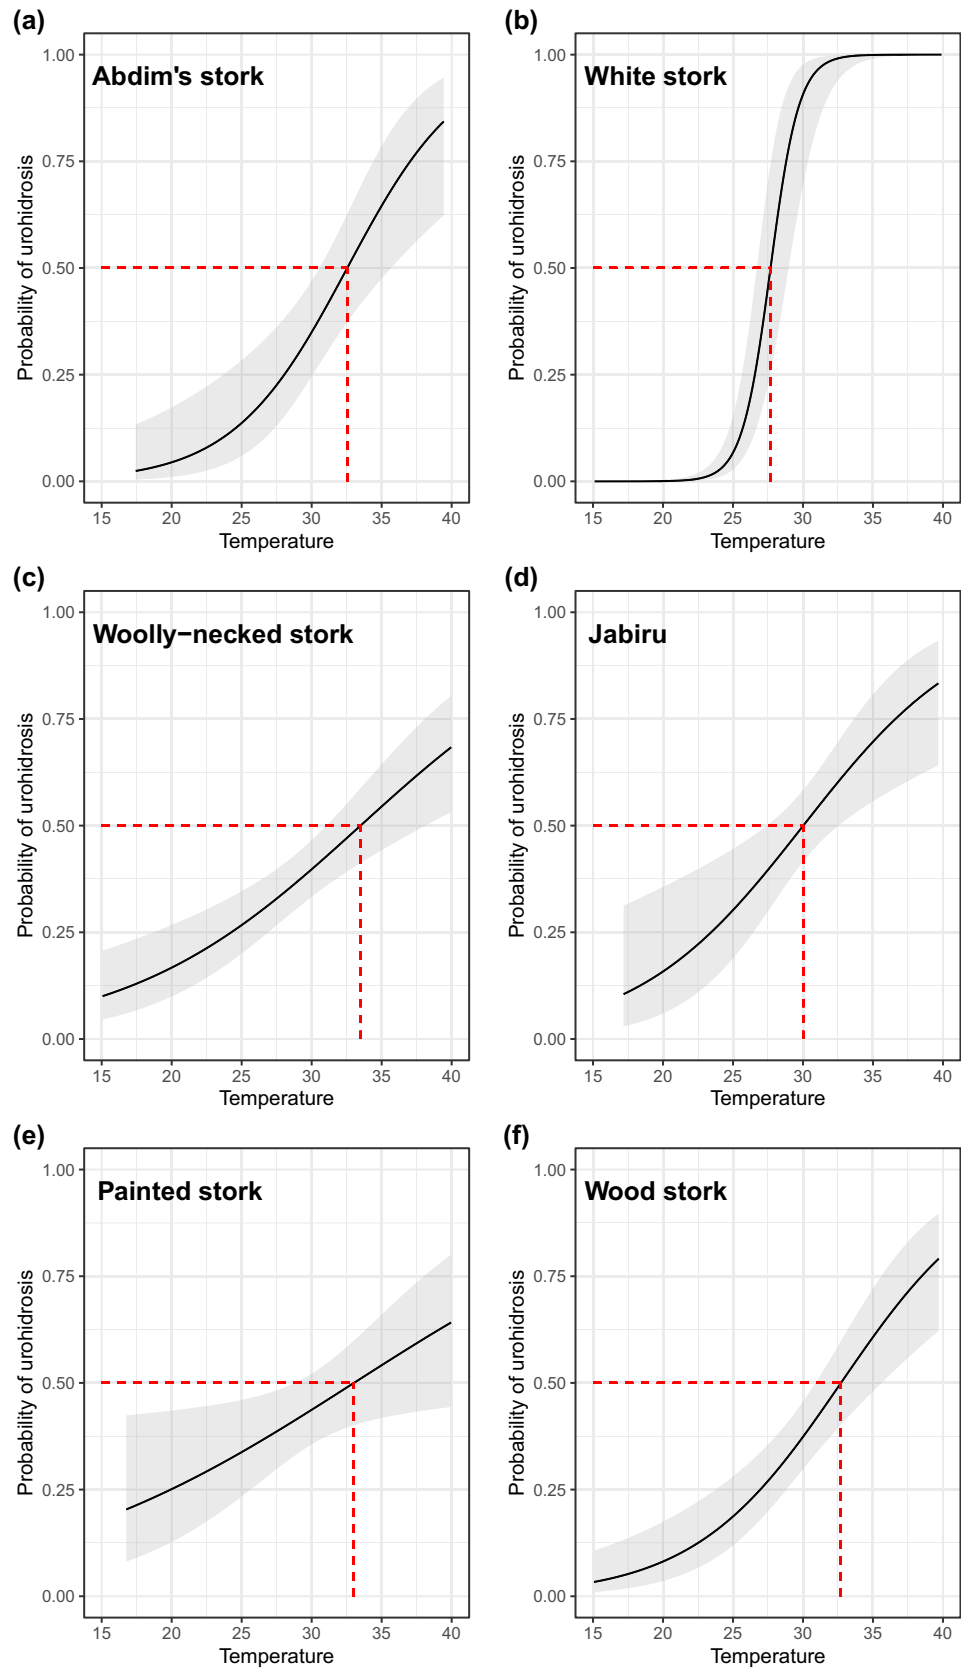 (a)
Abdim's stork
Probability of urohidrosis
1.00
0.75
0.50
0.25
0.00
15 20 25 30 35 40
Temperature
(b)
White stork
Probability of urohidrosis
1.00
0.75
0.50
0.25
0.00
15 20 25 30 35 40
Temperature
(c)
Woolly−necked stork
Probability of urohidrosis
1.00
0.75
0.50
0.25
0.00
15 20 25 30 35 40
Temperature
(d)
Jabiru
Probability of urohidrosis
1.00
0.75
0.50
0.25
0.00
15 20 25 30 35 40
Temperature
(e)
Painted stork
Probability of urohidrosis
1.00
0.75
0.50
0.25
0.00
15 20 25 30 35 40
Temperature
(f)
Wood stork
Probability of urohidrosis
1.00
0.75
0.50
0.25
0.00
15 20 25 30 35 40
Temperature